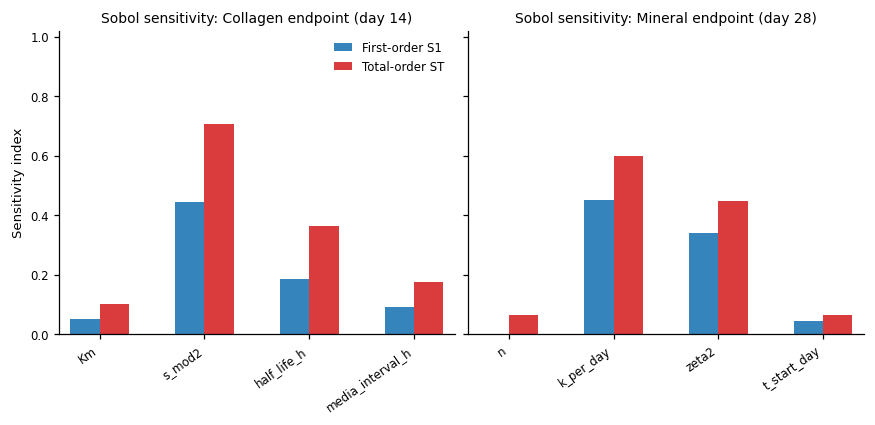 Sobol sensitivity: Collagen endpoint (day 14)
Sobol sensitivity: Mineral endpoint (day 28)
1.0
0.8
0.6
0.4
0.2
0.0
Sensitivity index
First-order S1
Total-order ST
Km
s_mod2
half_life_h
media_interval_h
n
k_per_day
zeta2
t_start_day